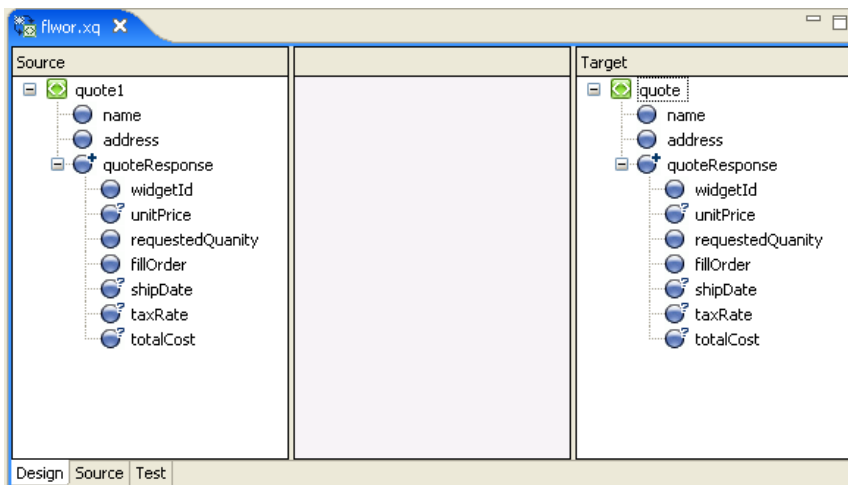 flwor.xq
Source
Target
quote1
name
address
quoteResponse
widgetId
unitPrice
requestedQuanity
fillOrder
shipDate
taxRate
totalCost
quote
name
address
quoteResponse
widgetId
unitPrice
requestedQuanity
fillOrder
shipDate
taxRate
totalCost
Design Source Test